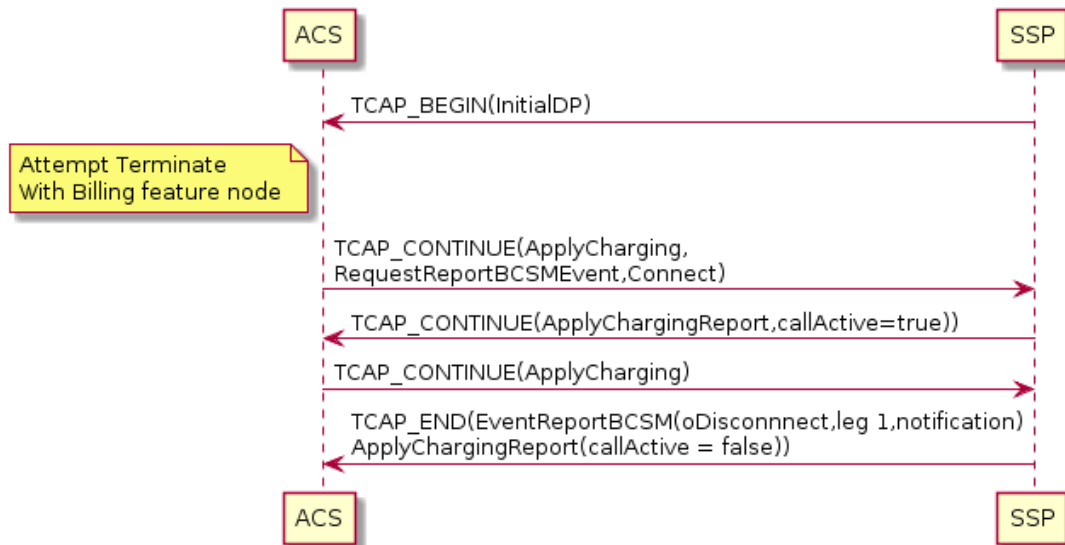 ACS SSP
TCAP_BEGIN(InitialDP)
Attempt Terminate
With Billing feature node
TCAP_CONTINUE(ApplyCharging,
RequestReportBCSMEvent,Connect)
TCAP_CONTINUE(ApplyChargingReport,callActive=true))
TCAP_CONTINUE(ApplyCharging)
TCAP_END(EventReportBCSM(oDisconnnect,leg 1,notification)
ApplyChargingReport(callActive = false))
ACS SSP